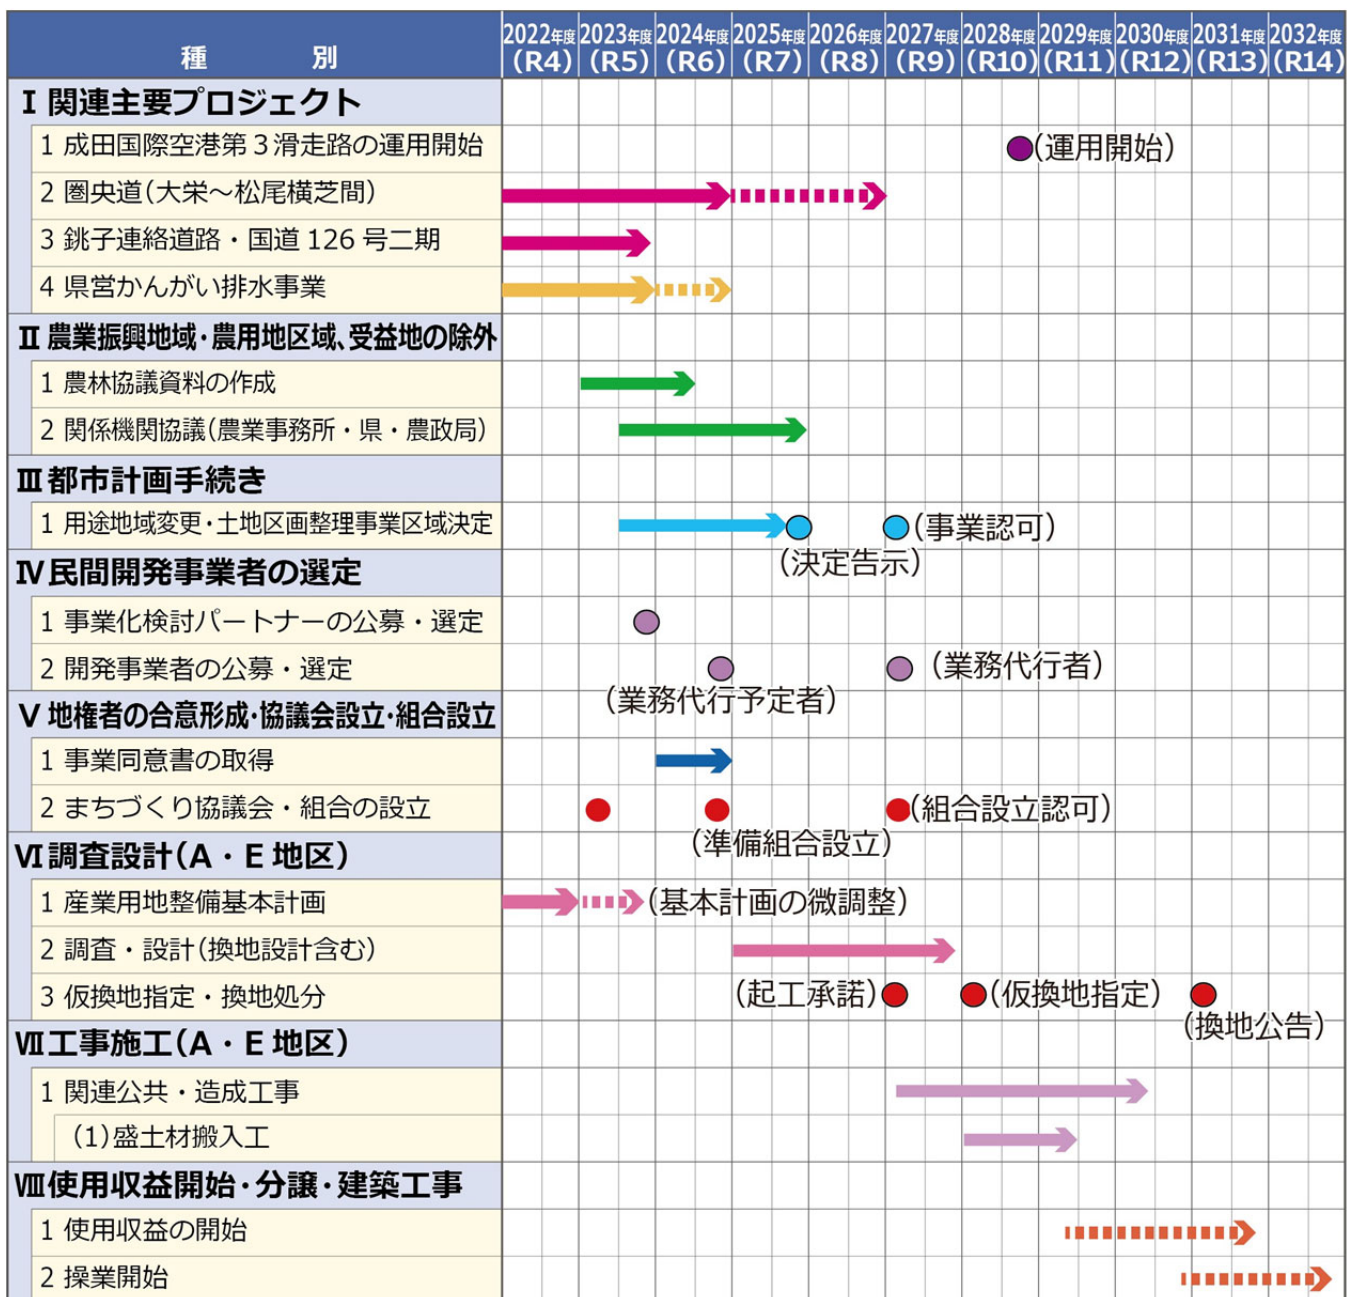 種 別
2022年度 2023年度 2024年度 2025年度 2026年度 2027年度 2028年度 2029年度 2030年度 2031年度 2032年度
(R4) (R5) (R6) (R7) (R8) (R9) (R10) (R11) (R12) (R13) (R14)
Ⅰ 関連主要プロジェクト
1 成田国際空港第3滑走路の運用開始 (運用開始)
2 圏央道(大栄～松尾横芝間)
3 銚子連絡道路・国道126号二期
4 県営かんがい排水事業
Ⅱ 農業振興地域・農用地区域、受益地の除外
1 農林協議資料の作成
2 関係機関協議(農業事務所・県・農政局)
Ⅲ 都市計画手続き
1 用途地域変更・土地区画整理事業区域決定 (事業認可)
(決定告示)
Ⅳ 民間開発事業者の選定
1 事業化検討パートナーの公募・選定
2 開発事業者の公募・選定 (業務代行者)
(業務代行予定者)
Ⅴ 地権者の合意形成・協議会設立・組合設立
1 事業同意書の取得
2 まちづくり協議会・組合の設立 (組合設立認可)
(準備組合設立)
Ⅵ 調査設計(A・E地区)
1 産業用地整備基本計画 (基本計画の微調整)
2 調査・設計(換地設計含む)
3 仮換地指定・換地処分 (起工承諾) (仮換地指定)
(換地公告)
Ⅶ 工事施工(A・E地区)
1 関連公共・造成工事
(1)盛土材搬入工
Ⅷ 使用収益開始・分譲・建築工事
1 使用収益の開始
2 操業開始